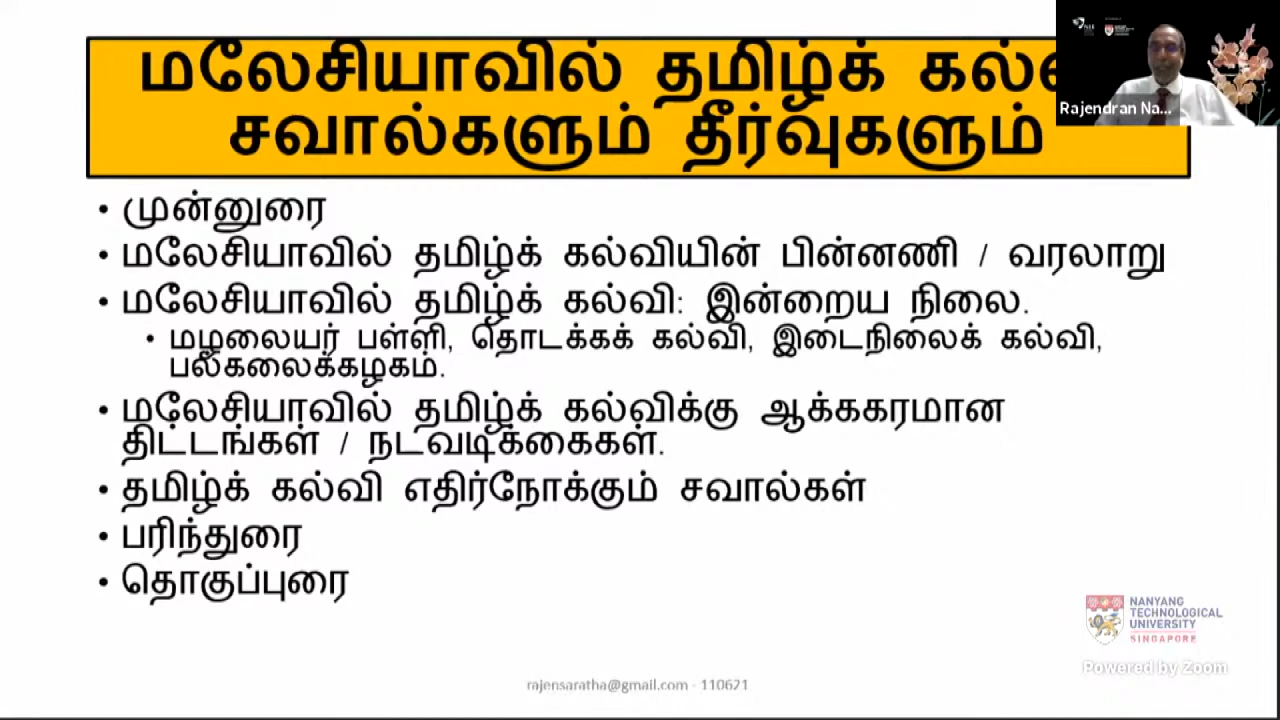 மலேசியாவில் தமிழ்க்
சவால்களும் தீர்வுகளும்
Rajendran Na...
• முன்னுரை
• மலேசியாவில் தமிழ்க் கல்வியின் பின்னணி / வரலாறு
• மலேசியாவில் தமிழ்க் கல்வி: இன்றைய நிலை.
• மழலையர் பள்ளி, தொடக்கக் கல்வி, இடைநிலைக் கல்வி,
பல்கலைக்கழகம்.
• மலேசியாவில் தமிழ்க் கல்விக்கு ஆக்ககரமான
திட்டங்கள் / நடவடிக்கைகள்.
• தமிழ்க் கல்வி எதிர்நோக்கும் சவால்கள்
• பரிந்துரை
• தொகுப்புரை
NANYANG
TECHNOLOGICAL
UNIVERSITY
SINGAPORE
Powered by Zoom
rajensaratha@gmail.com - 110621